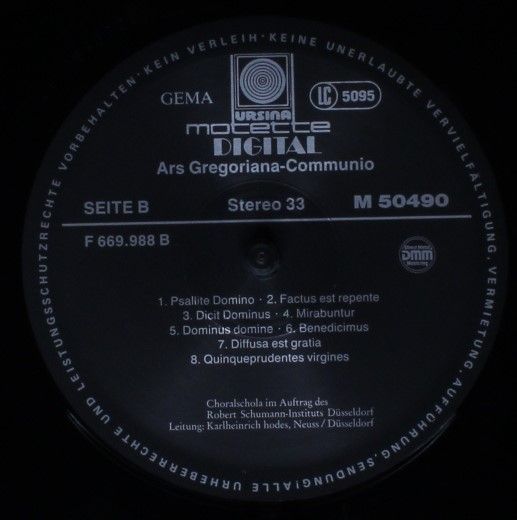 ALLE URHEBERRECHTE UND LEISTUNGSSCHUTZRECHTE VORBEHALTEN·KEIN VERLEIH·KEINE UNERLAUBTE VERVIELFÄLTIGUNG, VERMIETUNG, AUFFÜHRUNG, SENDUNG!
GEMA
LC 5095
URSINA
motette
DIGITAL
Ars Gregoriana-Communio
SEITE B
Stereo 33
M 50490
F 669.988 B
DMM
1. Psallite Domino · 2. Factus est repente
3. Dicit Dominus · 4. Mirabuntur
5. Dominus domine · 6. Benedicimus
7. Diffusa est gratia
8. Quinqueprudentes virgines
Choralschola im Auftrag des
Robert Schumann-Instituts Düsseldorf
Leitung: Karlheinrich hodes, Neuss/Düsseldorf